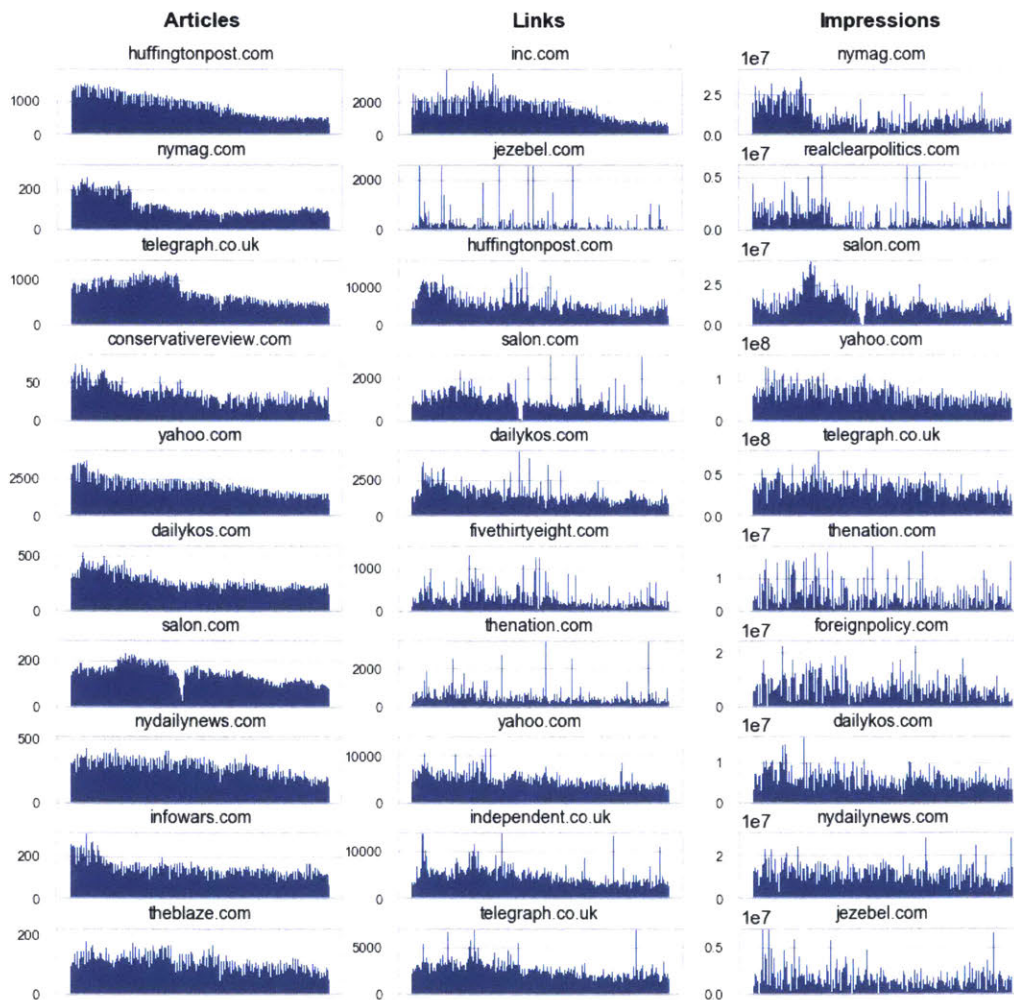 Articles Links Impressions
huffingtonpost.com inc.com nymag.com
1e7
1000
0
2000
0
2.5
0.0
nymag.com jezebel.com realclearpolitics.com
1e7
200
0
2000
0
0.5
0.0
telegraph.co.uk huffingtonpost.com salon.com
1e7
1000
0
10000
0
2.5
0.0
conservativereview.com salon.com yahoo.com
1e8
50
0
2000
0
1
0
yahoo.com dailykos.com telegraph.co.uk
1e8
2500
0
2500
0
0.5
0.0
dailykos.com fivethirtyeight.com thenation.com
1e7
500
0
1000
0
1
0
salon.com thenation.com foreignpolicy.com
1e7
200
0
2000
0
2
0
nydailynews.com yahoo.com dailykos.com
1e7
500
0
10000
0
1
0
infowars.com independent.co.uk nydailynews.com
1e7
200
0
10000
0
2
0
theblaze.com telegraph.co.uk jezebel.com
1e7
200
0
5000
0
0.5
0.0